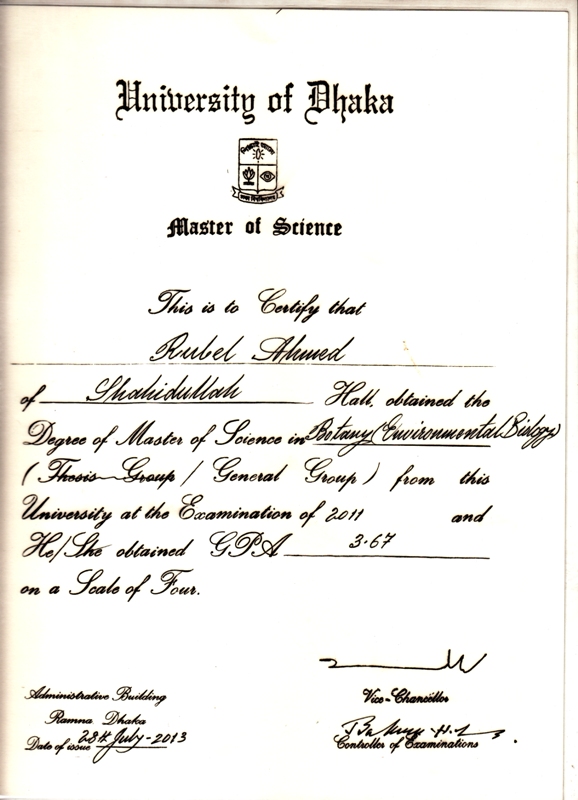 University of Dhaka
শিক্ষাই আলো
ঢাকা বিশ্ববিদ্যালয়
Master of Science
This is to Certify that
Rubel Ahmed
of Shahidullah Hall, obtained the
Degree of Master of Science in Botany (Environmental Biology)
(Thesis Group / General Group) from this
University at the Examination of 2011 and
He/She obtained GPA 3.67
on a Scale of Four.
Administrative Building
Ramna Dhaka
Date of issue 28th July-2013
Vice-Chancellor
Controller of Examinations